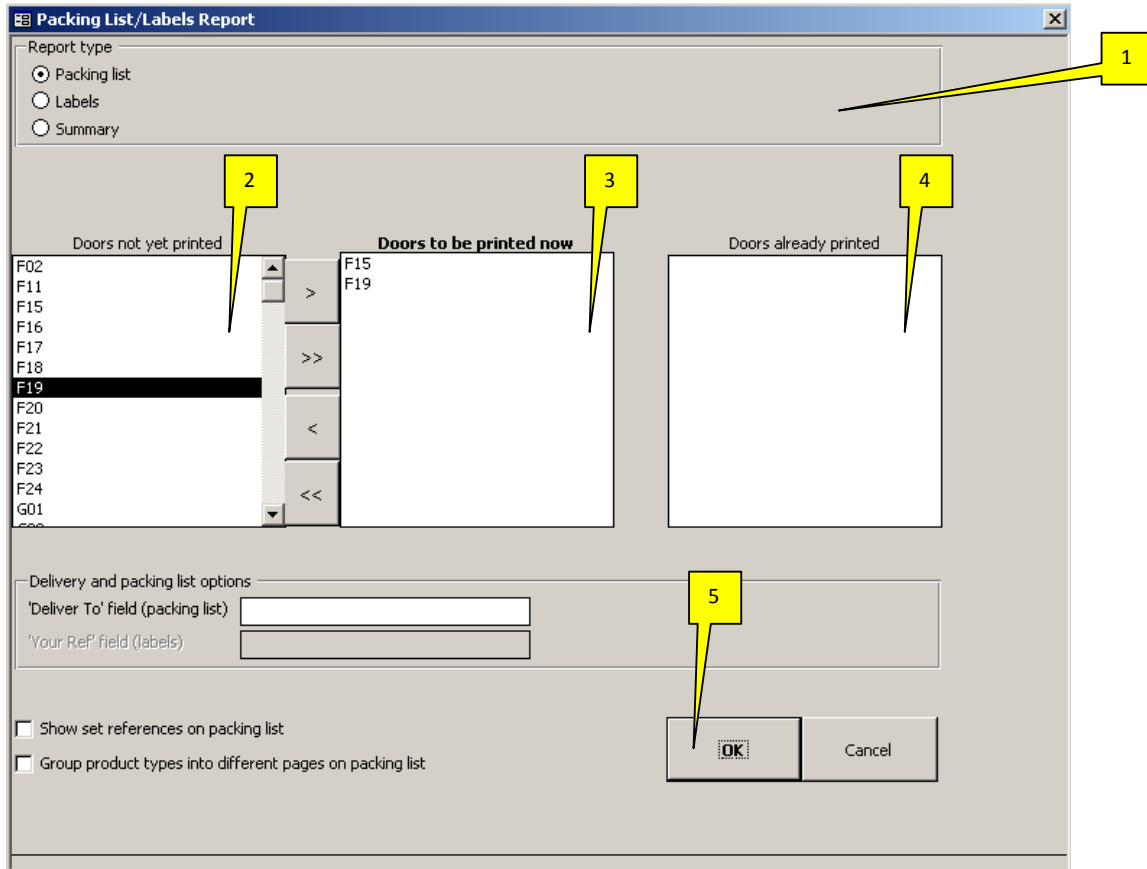 Packing List/Labels Report
Report type
Packing list
Labels
Summary
1
2
3
4
Doors not yet printed
Doors to be printed now
Doors already printed
F02
F11
F15
F16
F17
F18
F19
F20
F21
F22
F23
F24
G01
>
>>
<
<<
F15
F19
Delivery and packing list options
'Deliver To' field (packing list)
'Your Ref' field (labels)
5
Show set references on packing list
Group product types into different pages on packing list
OK
Cancel